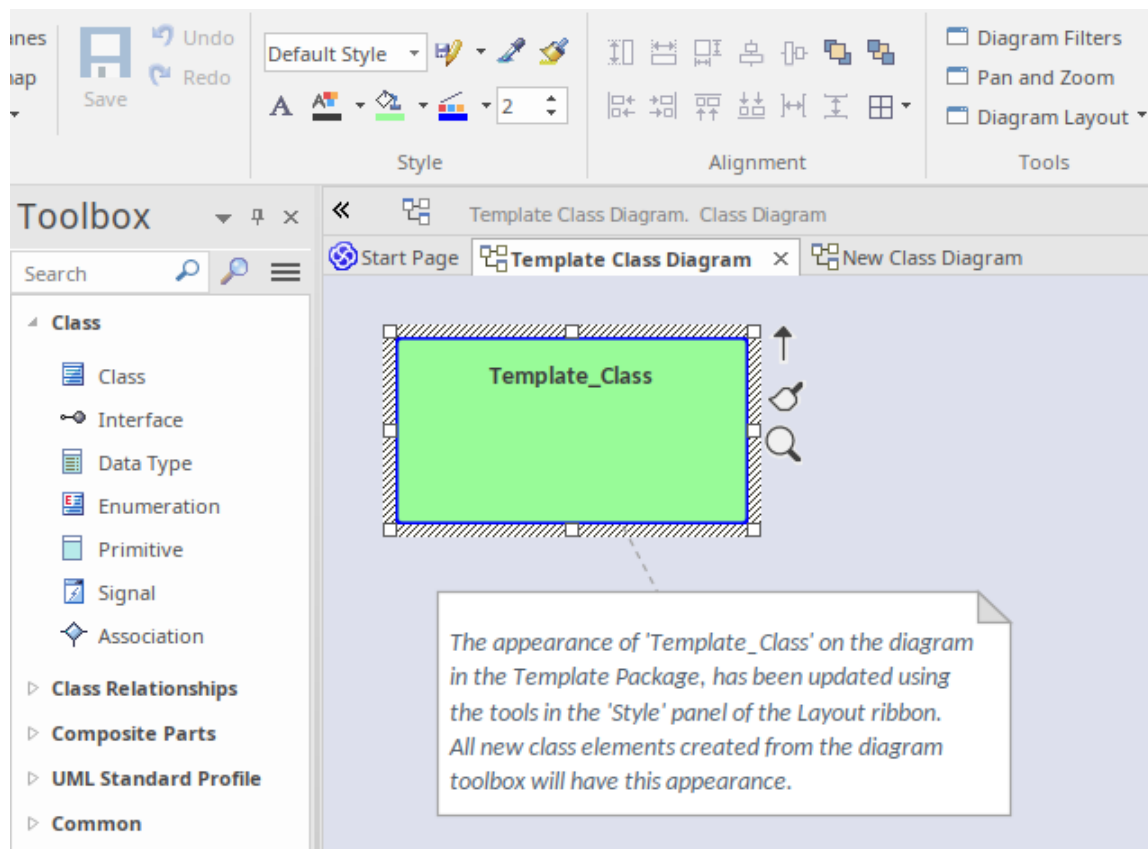 Undo
Redo
Save
Default Style
A
2
Style
Alignment
Diagram Filters
Pan and Zoom
Diagram Layout
Tools
Toolbox
Search
Class
Class
Interface
Data Type
Enumeration
Primitive
Signal
Association
Class Relationships
Composite Parts
UML Standard Profile
Common
Template Class Diagram. Class Diagram
Start Page
Template Class Diagram
New Class Diagram
Template_Class
The appearance of 'Template_Class' on the diagram
in the Template Package, has been updated using
the tools in the 'Style' panel of the Layout ribbon.
All new class elements created from the diagram
toolbox will have this appearance.